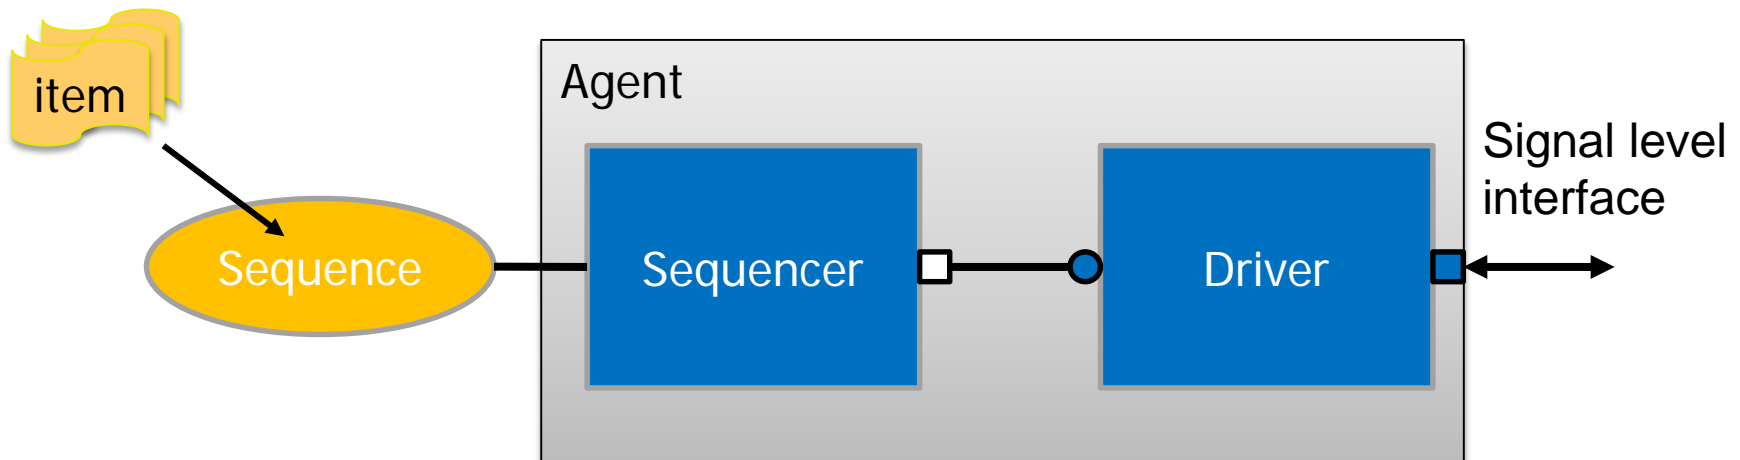 item
Agent
Signal level
interface
Sequence
Sequencer
Driver